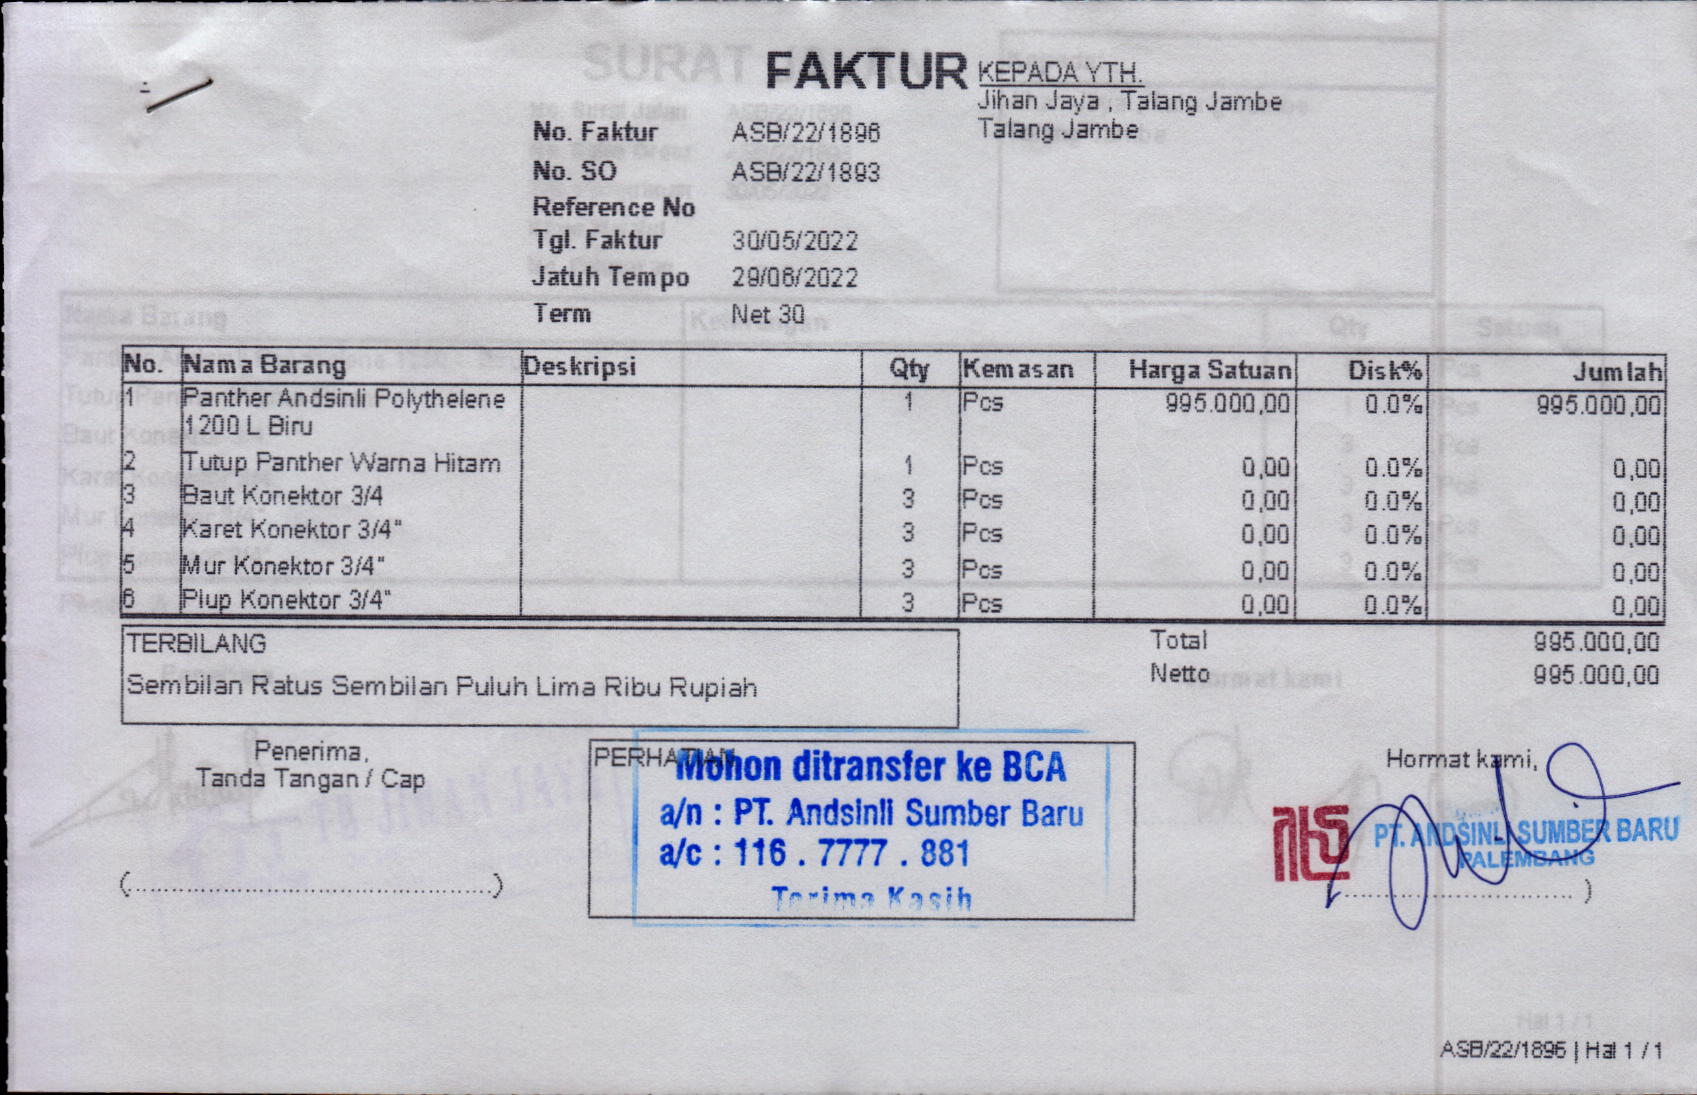 FAKTUR
KEPADA YTH.
Jihan Jaya , Talang Jambe
Talang Jambe
No. Faktur ASB/22/1896
No. SO ASB/22/1893
Reference No
Tgl. Faktur 30/05/2022
Jatuh Tempo 29/06/2022
Term Net 30
No. Nama Barang Deskripsi Qty Kemasan Harga Satuan Disk% Jumlah
1 Panther Andsinli Polythelene 1 Pcs 995.000,00 0.0% 995.000,00
1200 L Biru
2 Tutup Panther Warna Hitam 1 Pcs 0,00 0.0% 0,00
3 Baut Konektor 3/4 3 Pcs 0,00 0.0% 0,00
4 Karet Konektor 3/4" 3 Pcs 0,00 0.0% 0,00
5 Mur Konektor 3/4" 3 Pcs 0,00 0.0% 0,00
6 Plup Konektor 3/4" 3 Pcs 0,00 0.0% 0,00
TERBILANG
Sembilan Ratus Sembilan Puluh Lima Ribu Rupiah
Total 995.000,00
Netto 995.000,00
Penerima,
Tanda Tangan / Cap
(..........................................)
PERHATIAN
Mohon ditransfer ke BCA
a/n : PT. Andsinli Sumber Baru
a/c : 116 . 7777 . 881
Terima Kasih
Hormat kami,
PT. ANDSINLI SUMBER BARU
PALEMBANG
ASB/22/1896 | Hal 1 / 1